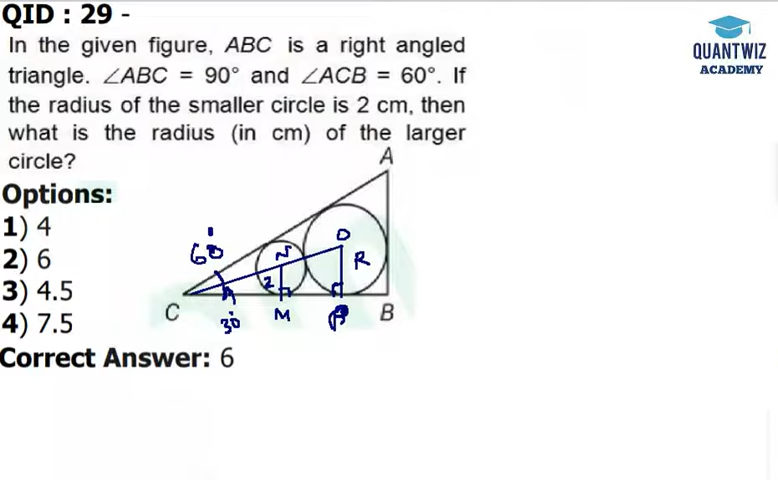 QID : 29 -
QUANTWIZ
ACADEMY
In the given figure, ABC is a right angled
triangle. ∠ABC = 90° and ∠ACB = 60°. If
the radius of the smaller circle is 2 cm, then
what is the radius (in cm) of the larger
circle?
A
Options:
1) 4
2) 6
3) 4.5
4) 7.5
60°
N
O
R
2
C
30°
M
P
B
Correct Answer: 6